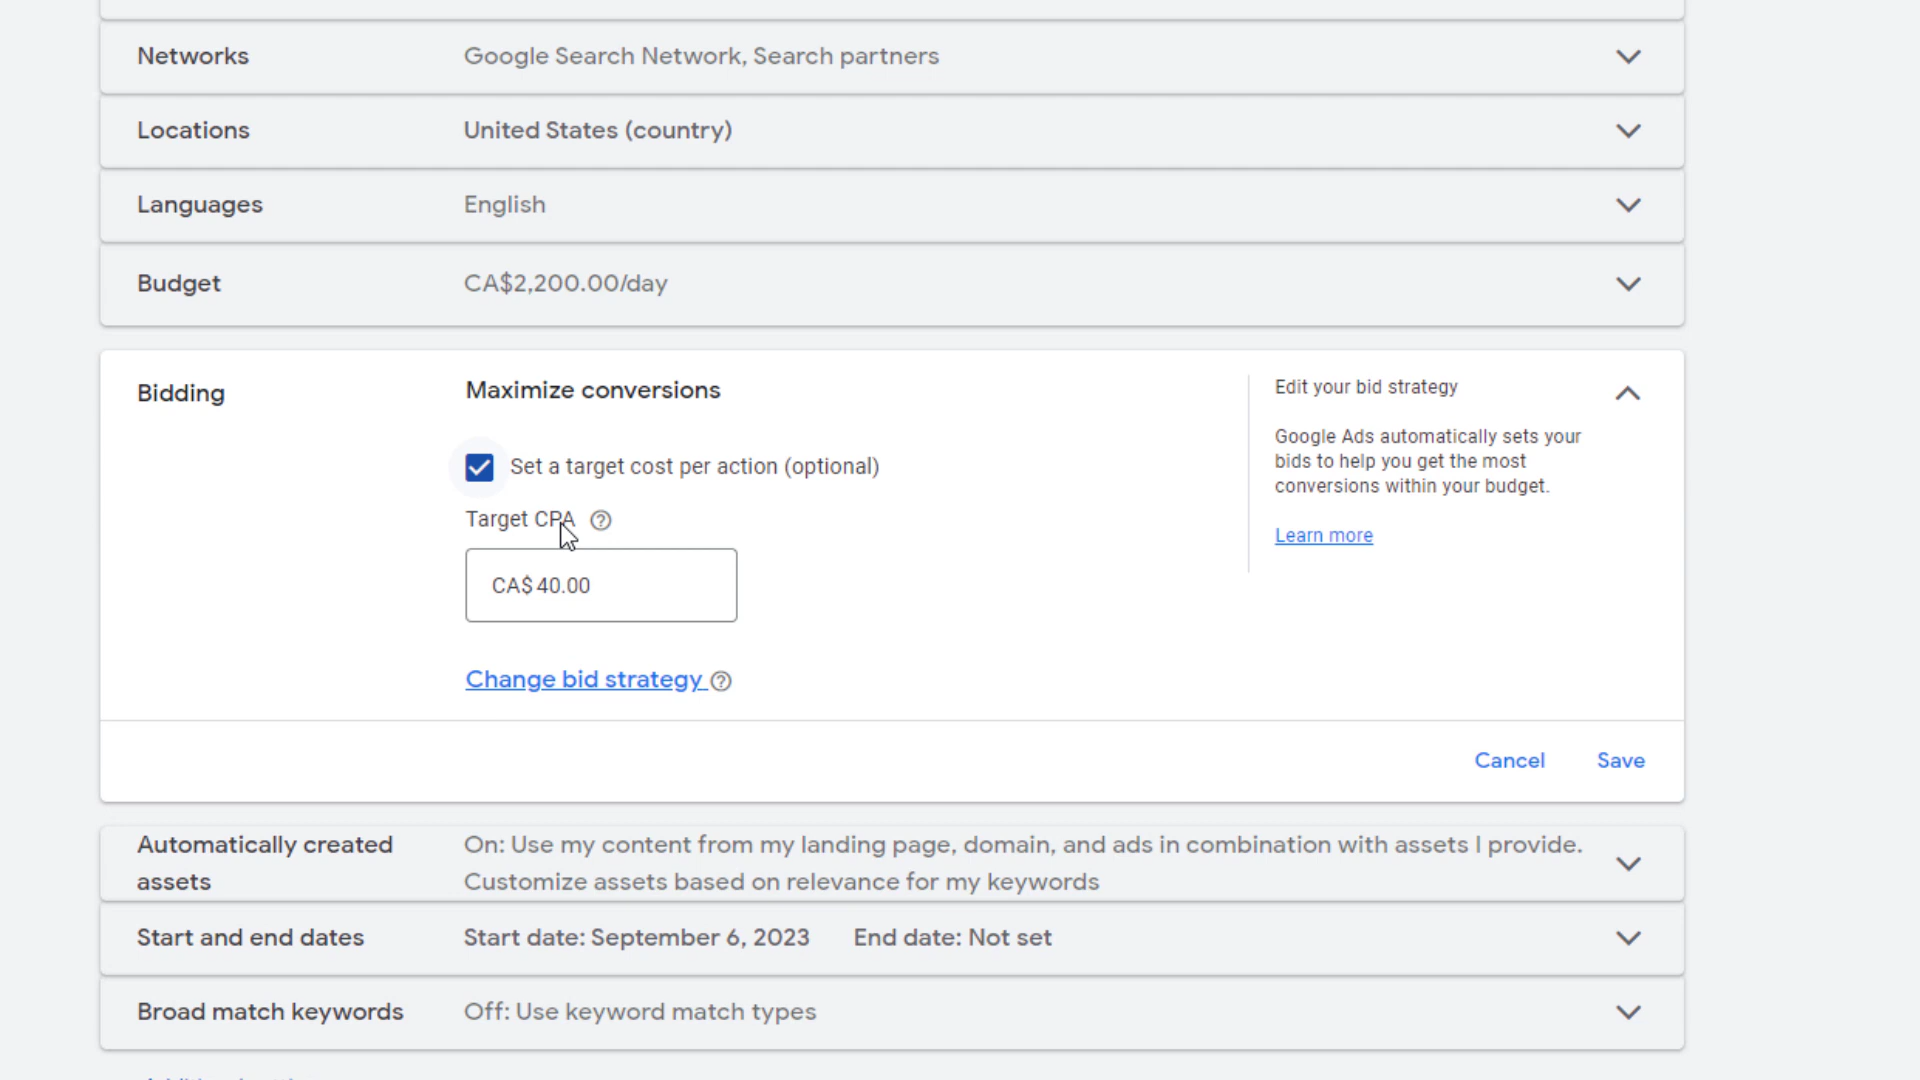 Networks
Google Search Network, Search partners
Locations
United States (country)
Languages
English
Budget
CA$2,200.00/day
Bidding
Maximize conversions
Set a target cost per action (optional)
Target CPA
CA$ 40.00
Change bid strategy
Edit your bid strategy
Google Ads automatically sets your
bids to help you get the most
conversions within your budget.
Learn more
Cancel
Save
Automatically created
assets
On: Use my content from my landing page, domain, and ads in combination with assets I provide.
Customize assets based on relevance for my keywords
Start and end dates
Start date: September 6, 2023
End date: Not set
Broad match keywords
Off: Use keyword match types